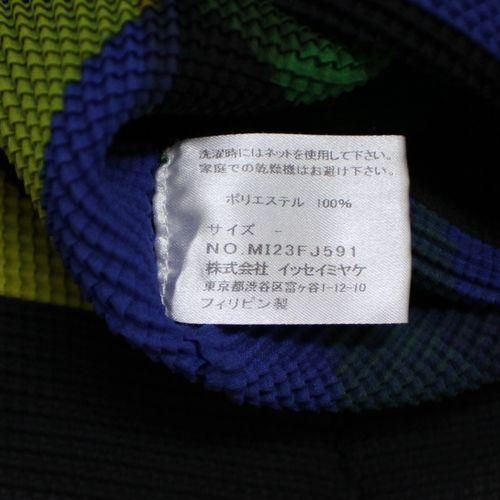 洗濯時にはネットを使用して下さい。
家庭での乾燥機はお避け下さい。
ポリエステル 100%
サイズ -
NO.MI23FJ591
株式会社 イッセイミヤケ
東京都渋谷区富ヶ谷1-12-10
フィリピン製